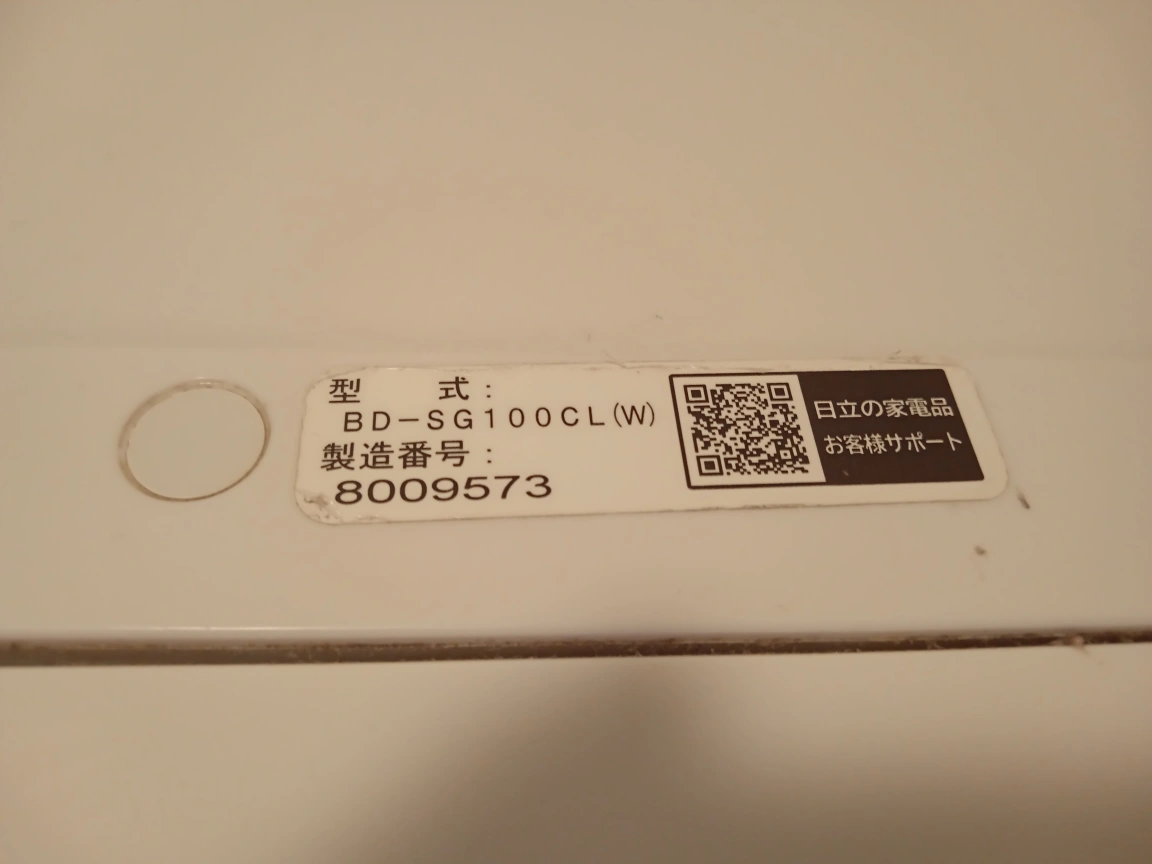 型 式:
BD-SG100CL(W)
製造番号:
8009573
日立の家電品
お客様サポート